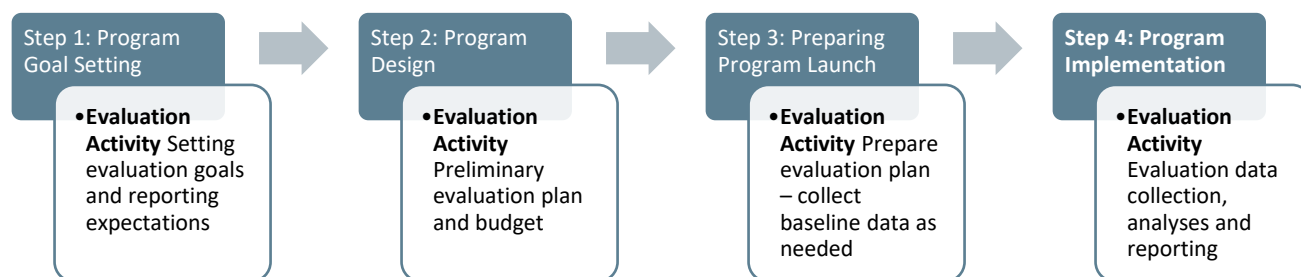 Step 1: Program
Goal Setting
•Evaluation
Activity Setting
evaluation goals
and reporting
expectations
Step 2: Program
Design
•Evaluation
Activity
Preliminary
evaluation plan
and budget
Step 3: Preparing
Program Launch
•Evaluation
Activity Prepare
evaluation plan
– collect
baseline data as
needed
Step 4: Program
Implementation
•Evaluation
Activity
Evaluation data
collection,
analyses and
reporting